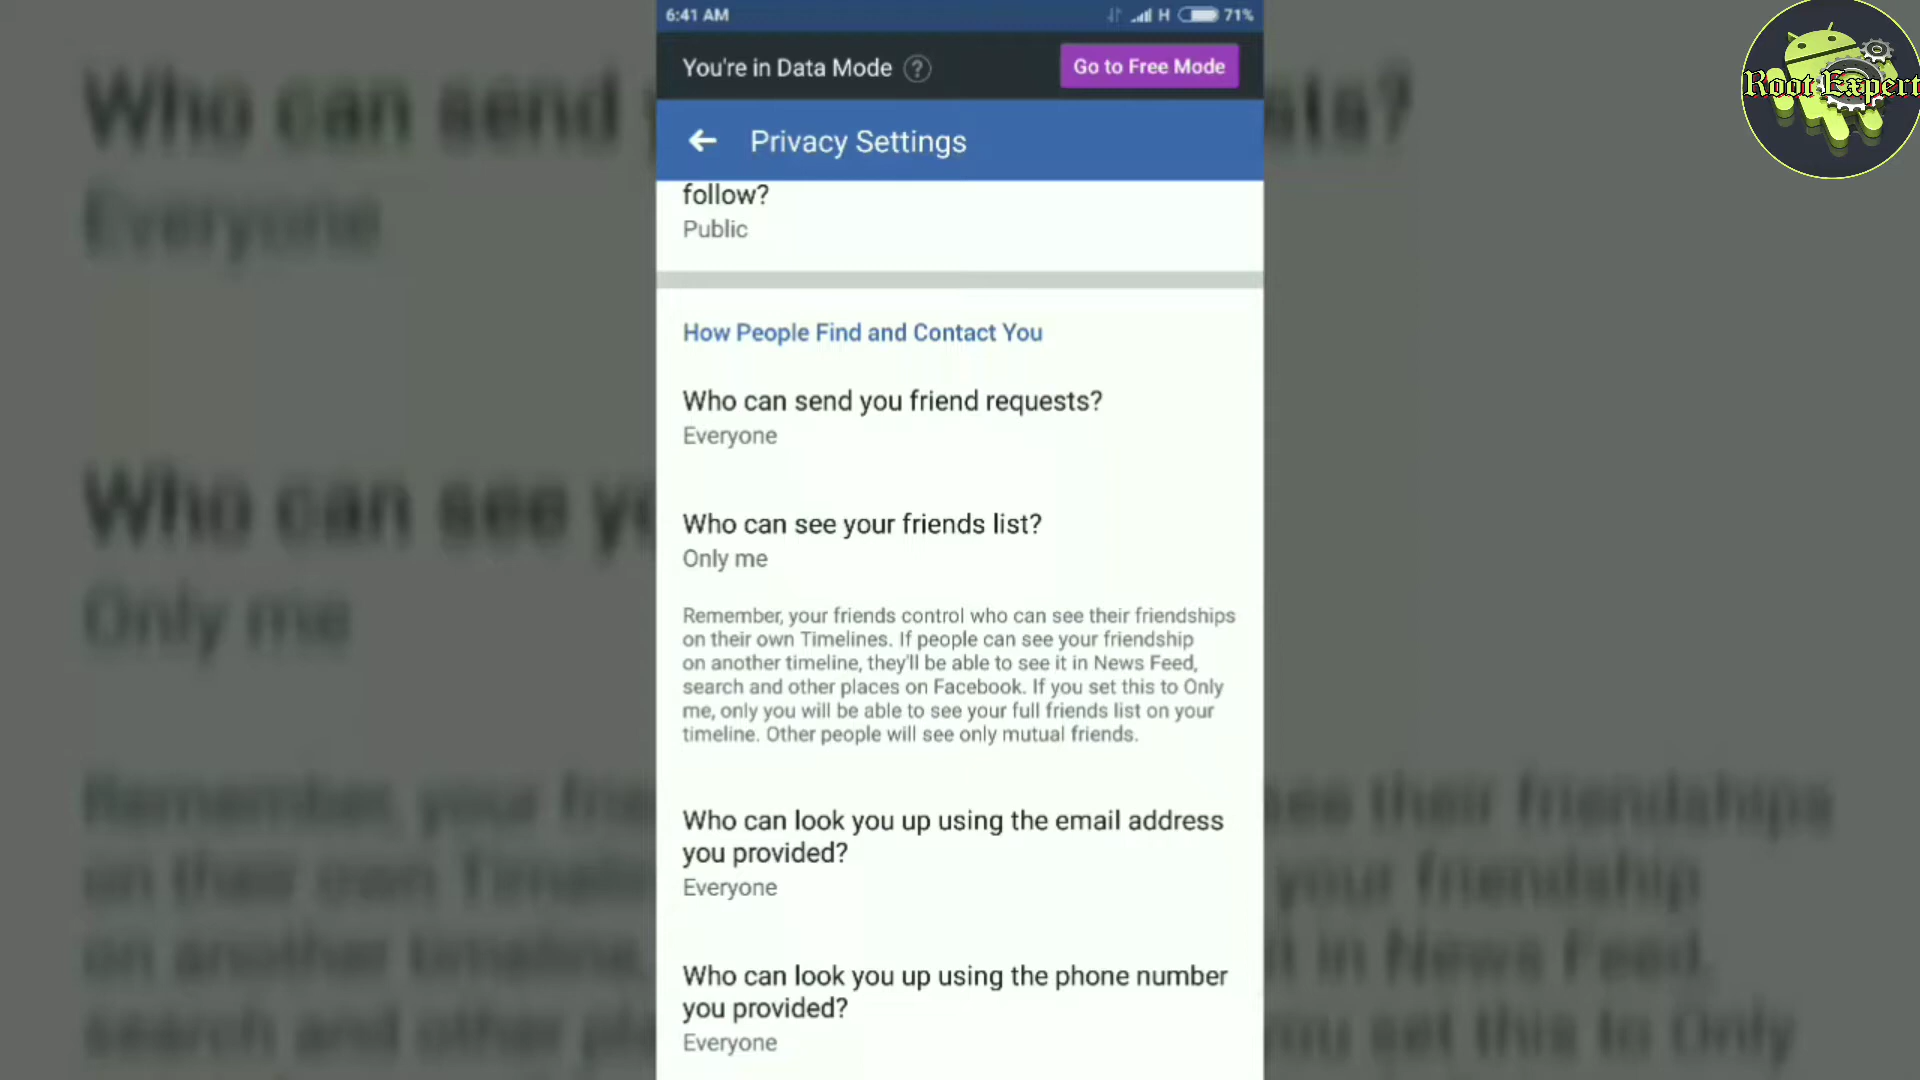 6:41 AM
H
71%
You're in Data Mode ?
Go to Free Mode
Root Expert
Privacy Settings
follow?
Public
How People Find and Contact You
Who can send you friend requests?
Everyone
Who can see your friends list?
Only me
Remember, your friends control who can see their friendships
on their own Timelines. If people can see your friendship
on another timeline, they'll be able to see it in News Feed,
search and other places on Facebook. If you set this to Only
me, only you will be able to see your full friends list on your
timeline. Other people will see only mutual friends.
Who can look you up using the email address
you provided?
Everyone
Who can look you up using the phone number
you provided?
Everyone